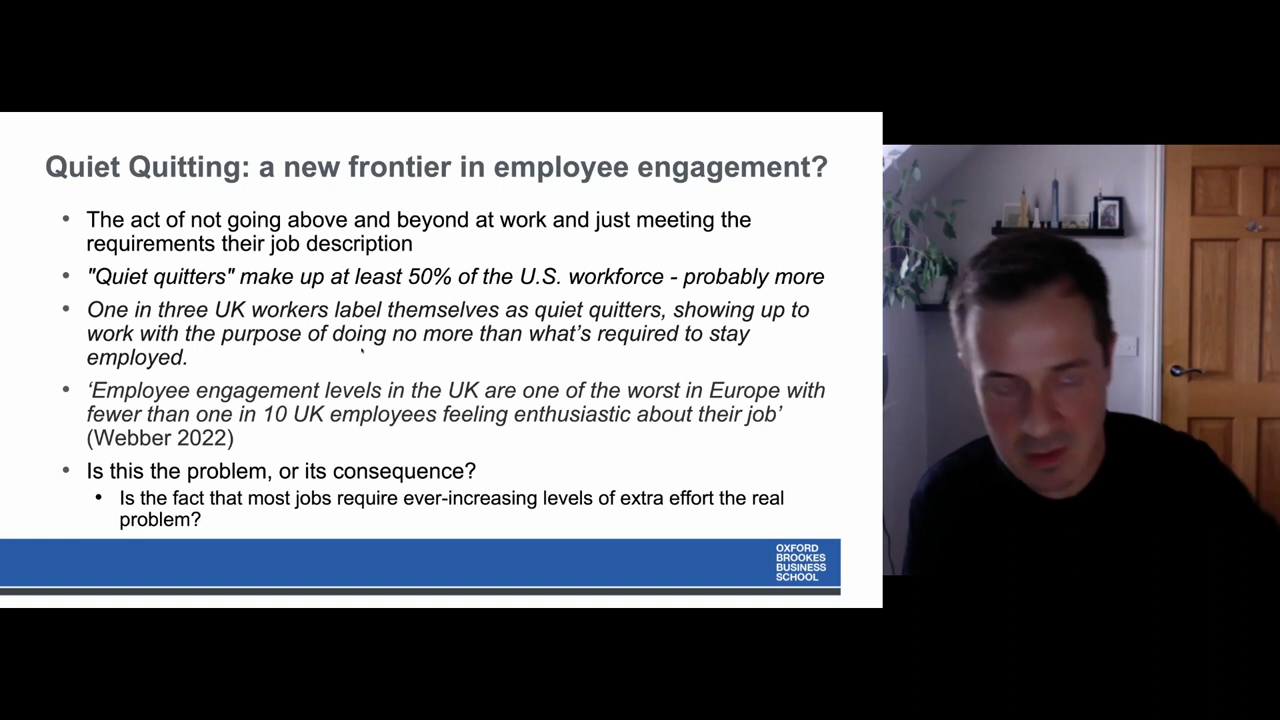 Quiet Quitting: a new frontier in employee engagement?
• The act of not going above and beyond at work and just meeting the
requirements their job description
• "Quiet quitters" make up at least 50% of the U.S. workforce - probably more
• One in three UK workers label themselves as quiet quitters, showing up to
work with the purpose of doing no more than what’s required to stay
employed.
• ‘Employee engagement levels in the UK are one of the worst in Europe with
fewer than one in 10 UK employees feeling enthusiastic about their job’
(Webber 2022)
• Is this the problem, or its consequence?
• Is the fact that most jobs require ever-increasing levels of extra effort the real
problem?
OXFORD
BROOKES
BUSINESS
SCHOOL